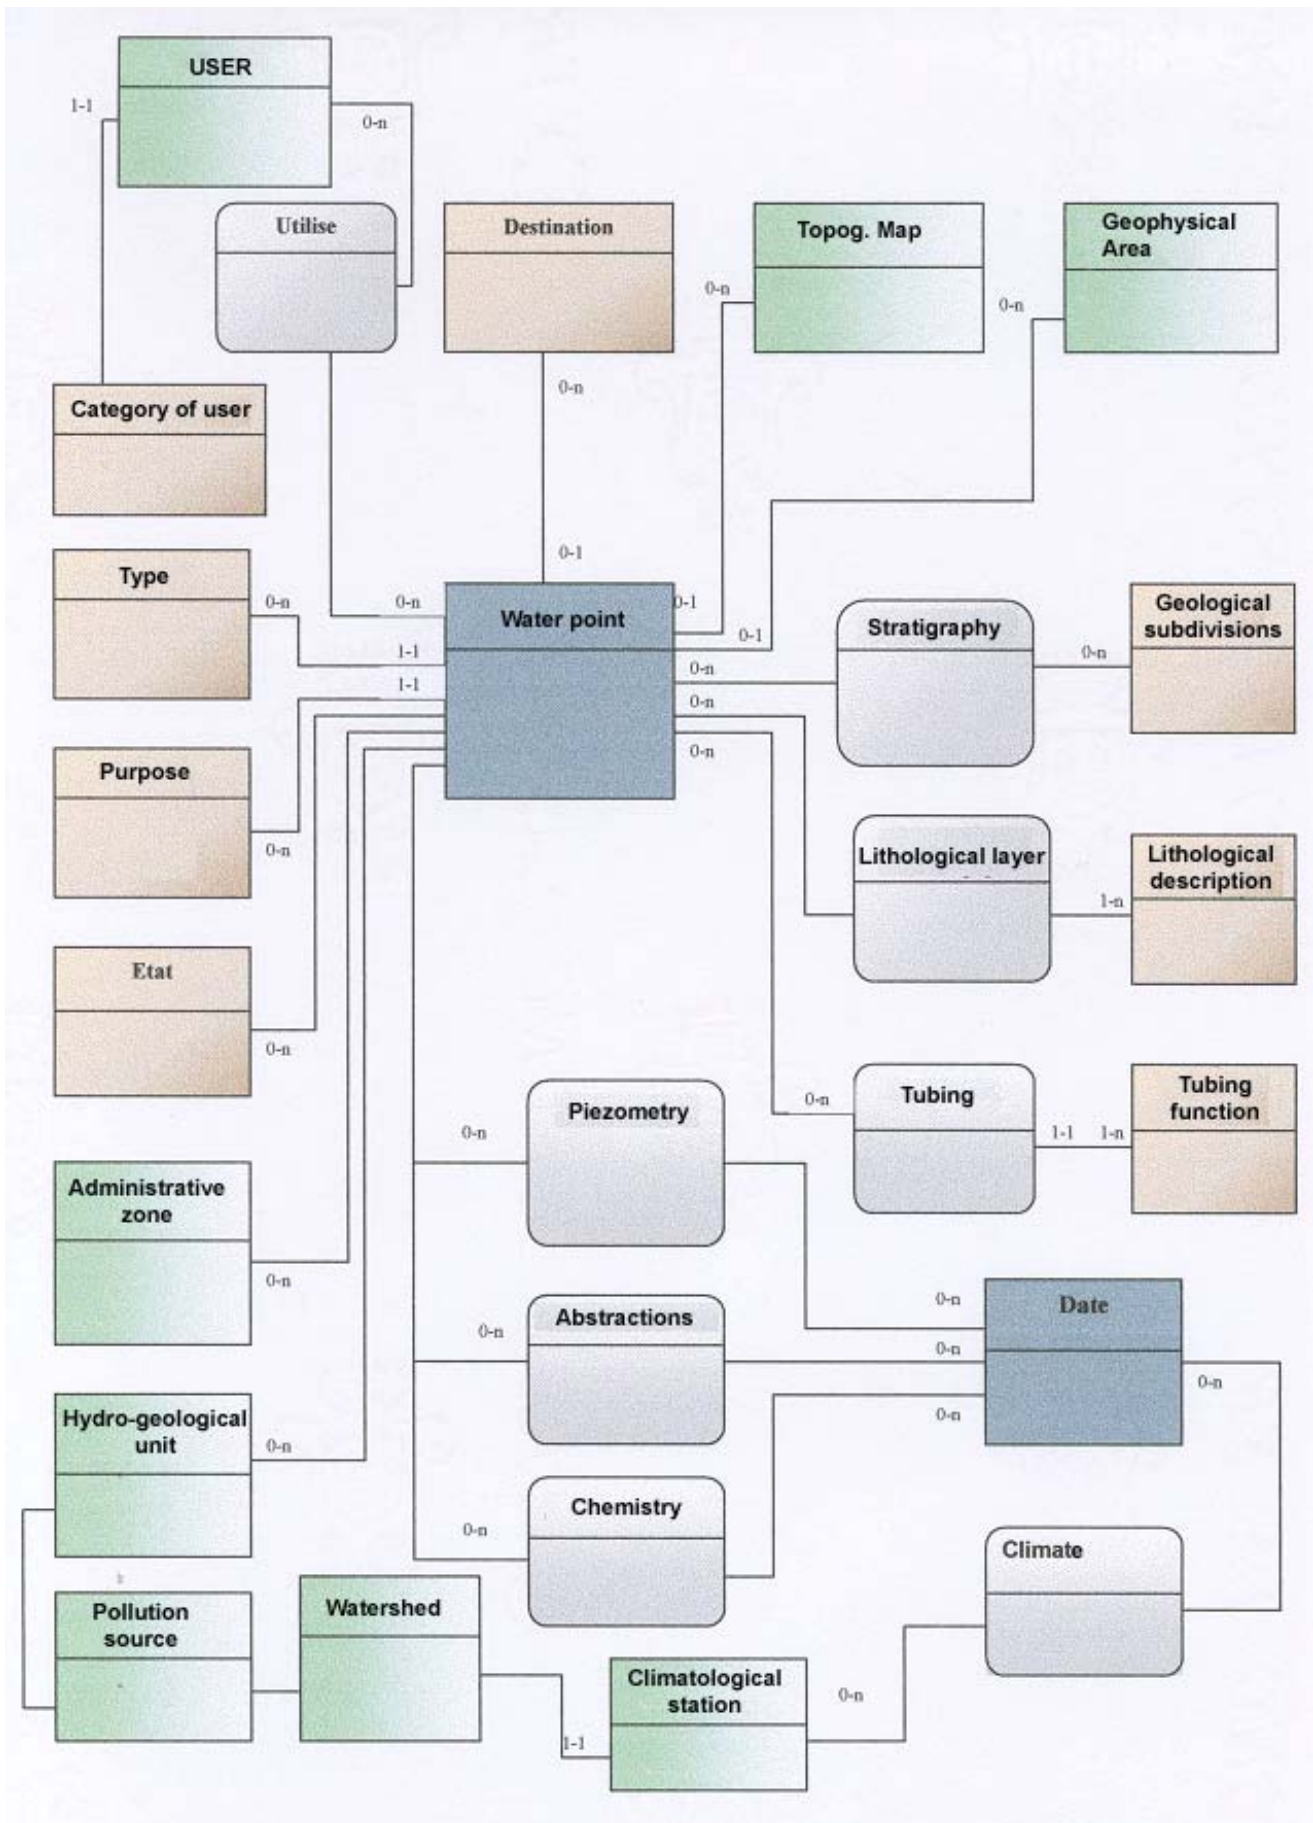 USER
1-1
0-n
Utilise
Destination
Topog. Map
Geophysical
Area
0-n
0-n
0-n
Category of user
0-1
Type
0-n
0-n
Water point
0-1
0-1
1-1
1-1
0-n
0-n
0-n
Stratigraphy
0-n
Geological
subdivisions
Purpose
0-n
Lithological layer
1-n
Lithological
description
Etat
0-n
Piezometry
0-n
0-n
Tubing
1-1
1-n
Tubing
function
Administrative
zone
0-n
Abstractions
0-n
0-n
0-n
0-n
Date
0-n
Hydro-geological
unit
0-n
Chemistry
0-n
Climate
Pollution
source
Watershed
1-1
Climatological
station
0-n